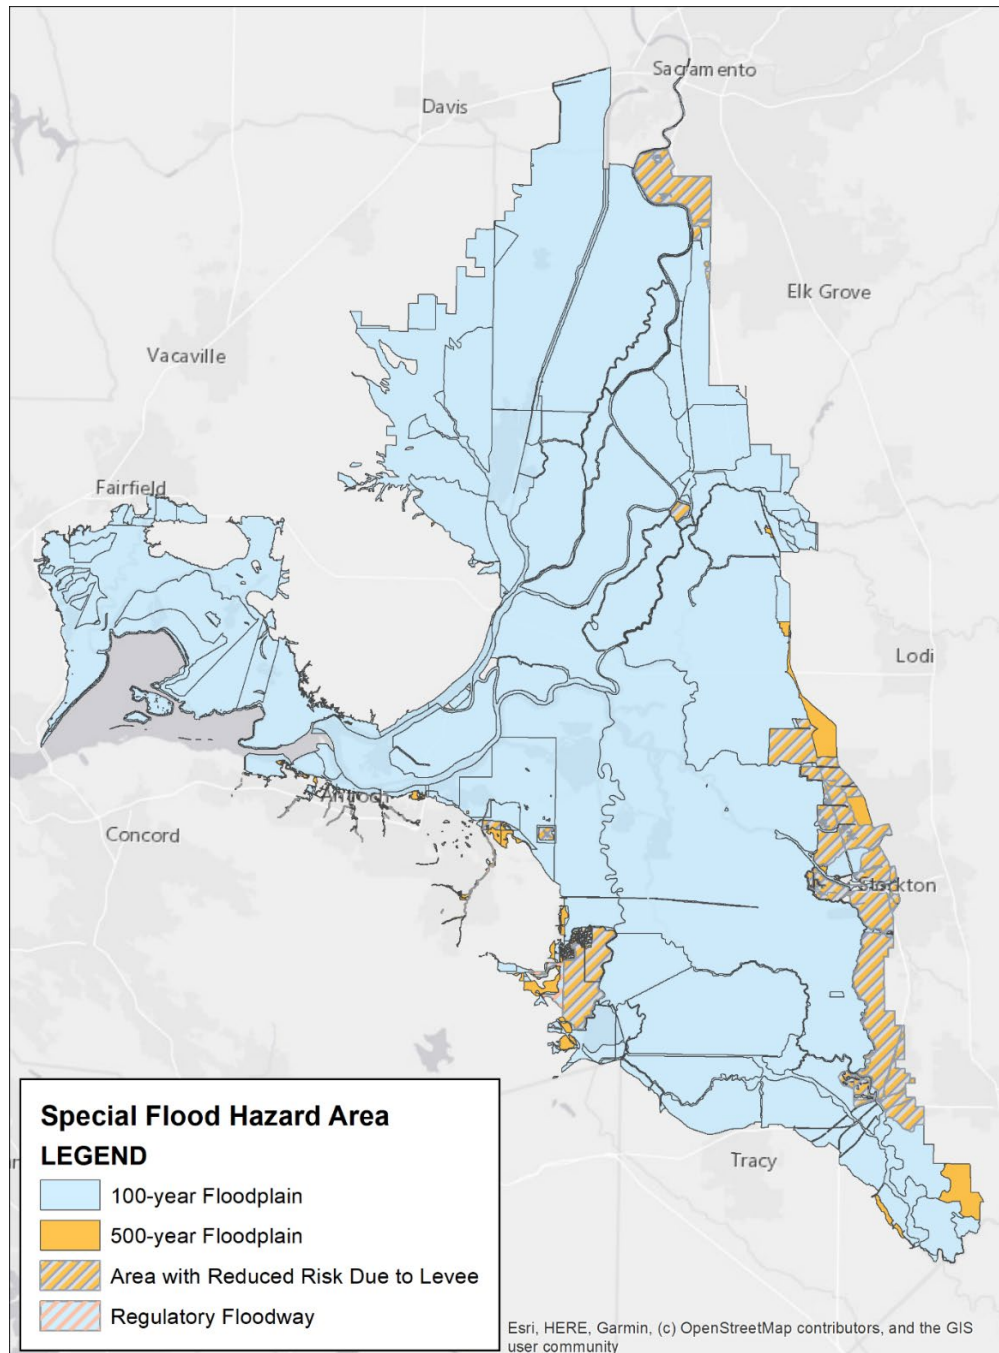 Sacramento
Davis
Elk Grove
Vacaville
Fairfield
Lodi
Antioch
Concord
Stockton
Tracy
Special Flood Hazard Area
LEGEND
100-year Floodplain
500-year Floodplain
Area with Reduced Risk Due to Levee
Regulatory Floodway
Esri, HERE, Garmin, (c) OpenStreetMap contributors, and the GIS
user community